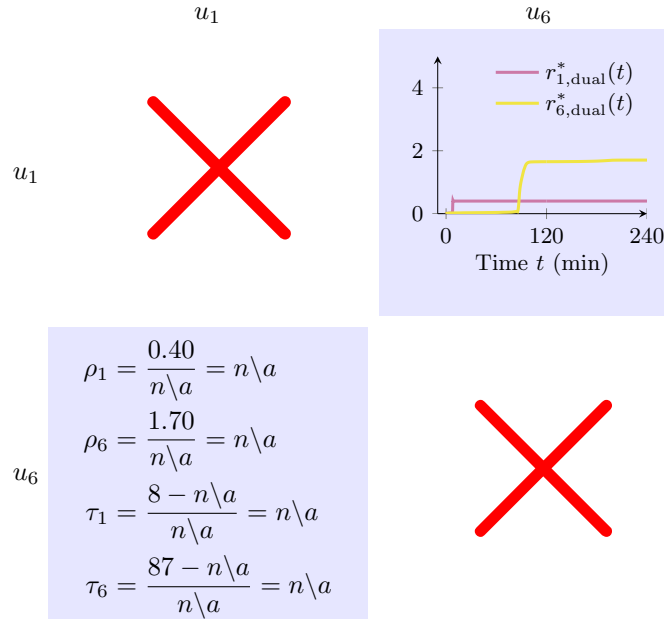 u₁ u₆
u₁
r*₁,dual(t)
r*₆,dual(t)
4
2
0
0 120 240
Time t (min)
u₆
ρ₁ = 0.40 / n\a = n\a
ρ₆ = 1.70 / n\a = n\a
τ₁ = 8 − n\a / n\a = n\a
τ₆ = 87 − n\a / n\a = n\a